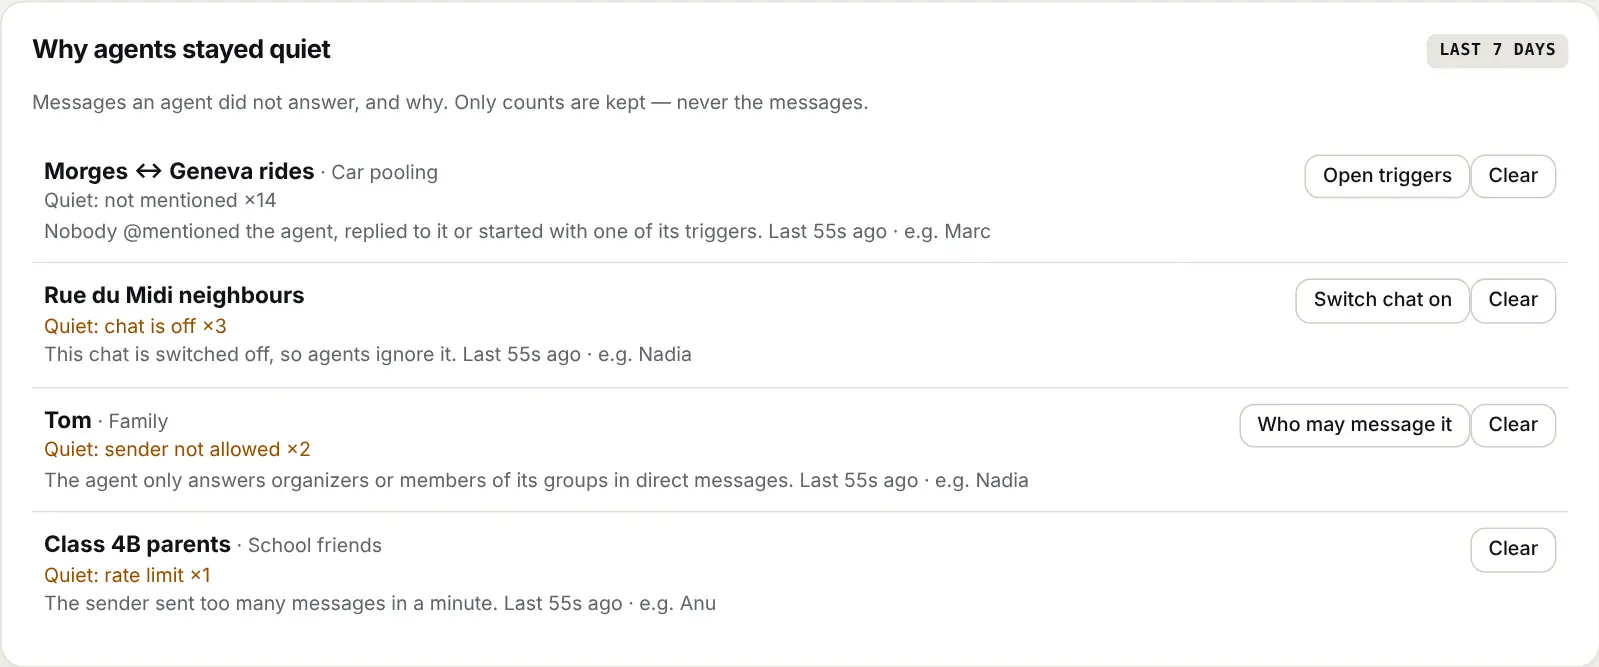 Why agents stayed quiet
LAST 7 DAYS
Messages an agent did not answer, and why. Only counts are kept — never the messages.
Morges ↔ Geneva rides · Car pooling
Open triggers
Clear
Quiet: not mentioned ×14
Nobody @mentioned the agent, replied to it or started with one of its triggers. Last 55s ago · e.g. Marc
Rue du Midi neighbours
Switch chat on
Clear
Quiet: chat is off ×3
This chat is switched off, so agents ignore it. Last 55s ago · e.g. Nadia
Tom · Family
Who may message it
Clear
Quiet: sender not allowed ×2
The agent only answers organizers or members of its groups in direct messages. Last 55s ago · e.g. Nadia
Class 4B parents · School friends
Clear
Quiet: rate limit ×1
The sender sent too many messages in a minute. Last 55s ago · e.g. Anu